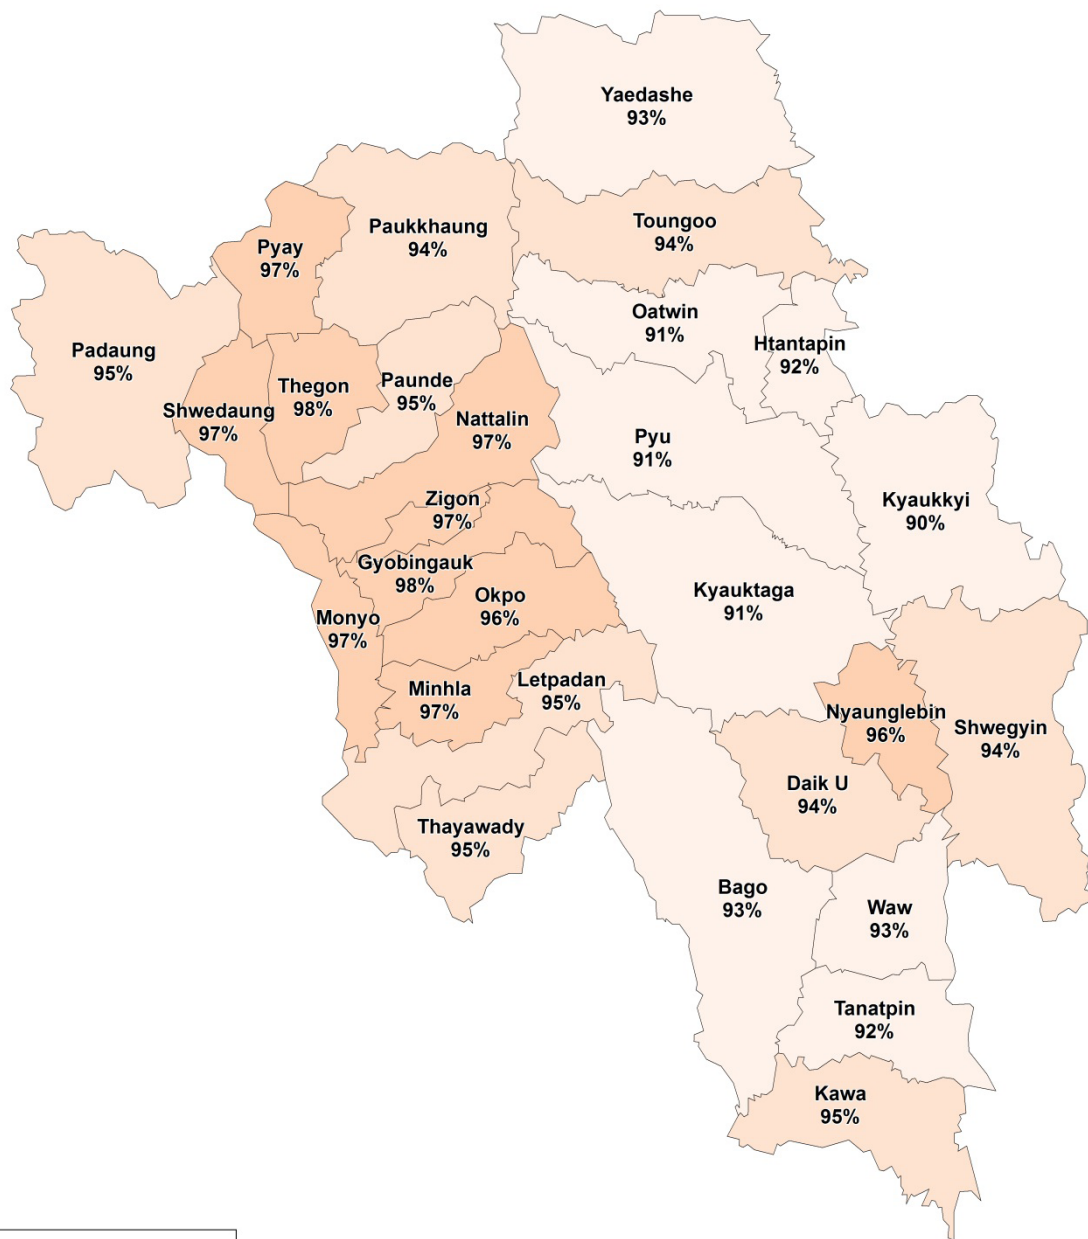 Yaedashe
93%
Paukkhaung
94%
Toungoo
94%
Pyay
97%
Oatwin
91%
Htantapin
92%
Padaung
95%
Thegon
98%
Paunde
95%
Shwedaung
97%
Nattalin
97%
Pyu
91%
Kyaukkyi
90%
Zigon
97%
Gyobingauk
98%
Okpo
96%
Kyauktaga
91%
Monyo
97%
Minhla
97%
Letpadan
95%
Nyaunglebin
96%
Shwegyin
94%
Daik U
94%
Thayawady
95%
Bago
93%
Waw
93%
Tanatpin
92%
Kawa
95%